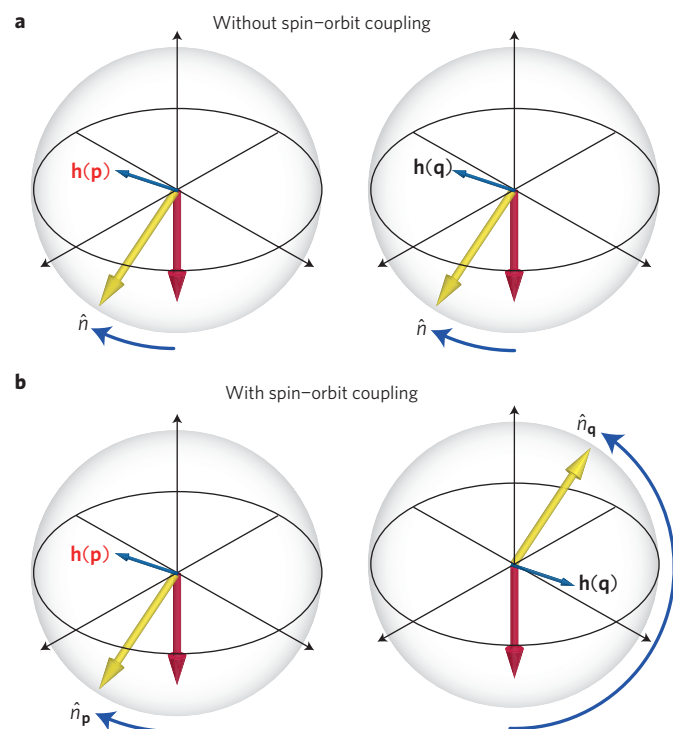 a
Without spin–orbit coupling
h(p)
h(q)
n̂
n̂
b
With spin–orbit coupling
n̂q
h(p)
h(q)
n̂p